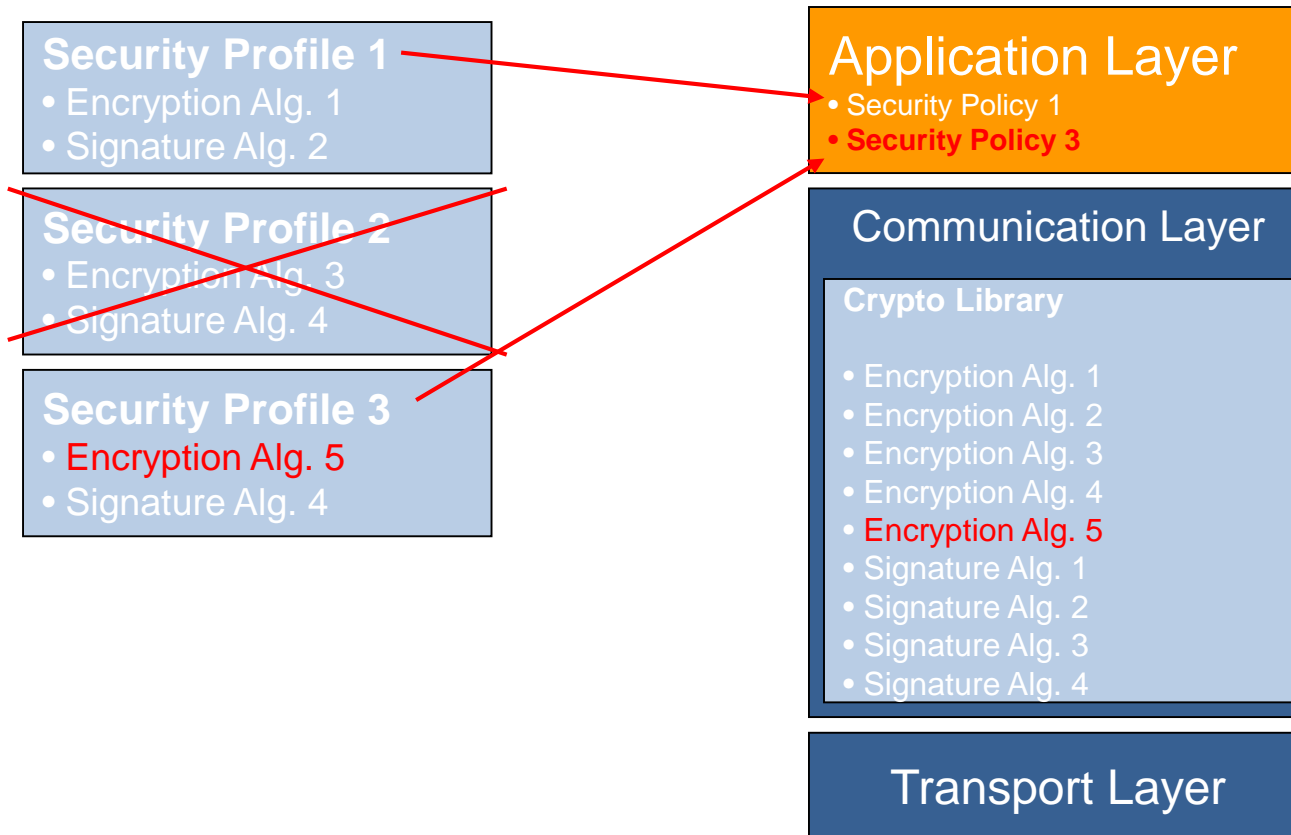 Security Profile 1
• Encryption Alg. 1
• Signature Alg. 2
Security Profile 2
• Encryption Alg. 3
• Signature Alg. 4
Security Profile 3
• Encryption Alg. 5
• Signature Alg. 4
Application Layer
• Security Policy 1
• Security Policy 3
Communication Layer
Crypto Library
• Encryption Alg. 1
• Encryption Alg. 2
• Encryption Alg. 3
• Encryption Alg. 4
• Encryption Alg. 5
• Signature Alg. 1
• Signature Alg. 2
• Signature Alg. 3
• Signature Alg. 4
Transport Layer